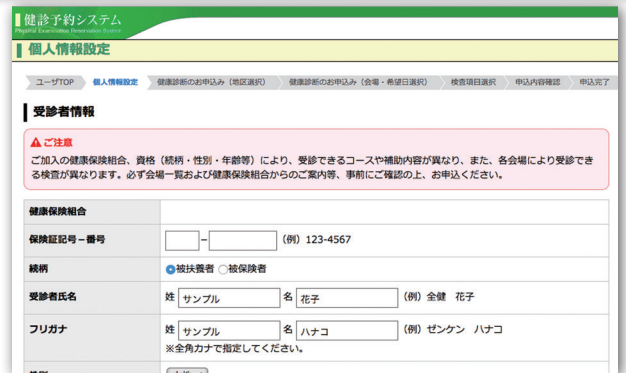 健診予約システム
Physical Examination Reservation System
個人情報設定
ユーザTOP 個人情報設定 健康診断のお申込み（地区選択） 健康診断のお申込み（会場・希望日選択） 検査項目選択 申込内容確認 申込完了
受診者情報
ご注意
ご加入の健康保険組合、資格（続柄・性別・年齢等）により、受診できるコースや補助内容が異なり、また、各会場により受診でき
る検査が異なります。必ず会場一覧および健康保険組合からのご案内等、事前にご確認の上、お申込ください。
健康保険組合
保険証記号－番号 － （例）123-4567
続柄 被扶養者 被保険者
受診者氏名 姓 サンプル 名 花子 （例）全健 花子
フリガナ 姓 サンプル 名 ハナコ （例）ゼンケン ハナコ
※全角カナで指定してください。